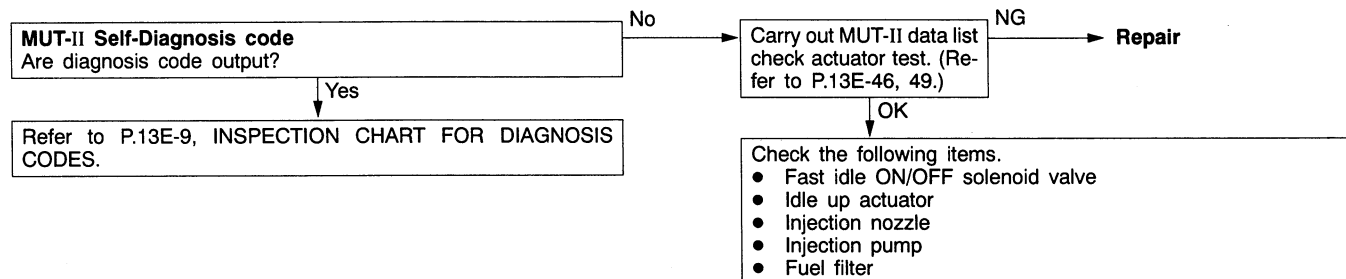 MUT-II Self-Diagnosis code
Are diagnosis code output?
No
Carry out MUT-II data list
check actuator test. (Re-
fer to P.13E-46, 49.)
NG
Repair
Yes
OK
Refer to P.13E-9, INSPECTION CHART FOR DIAGNOSIS
CODES.
Check the following items.
● Fast idle ON/OFF solenoid valve
● Idle up actuator
● Injection nozzle
● Injection pump
● Fuel filter